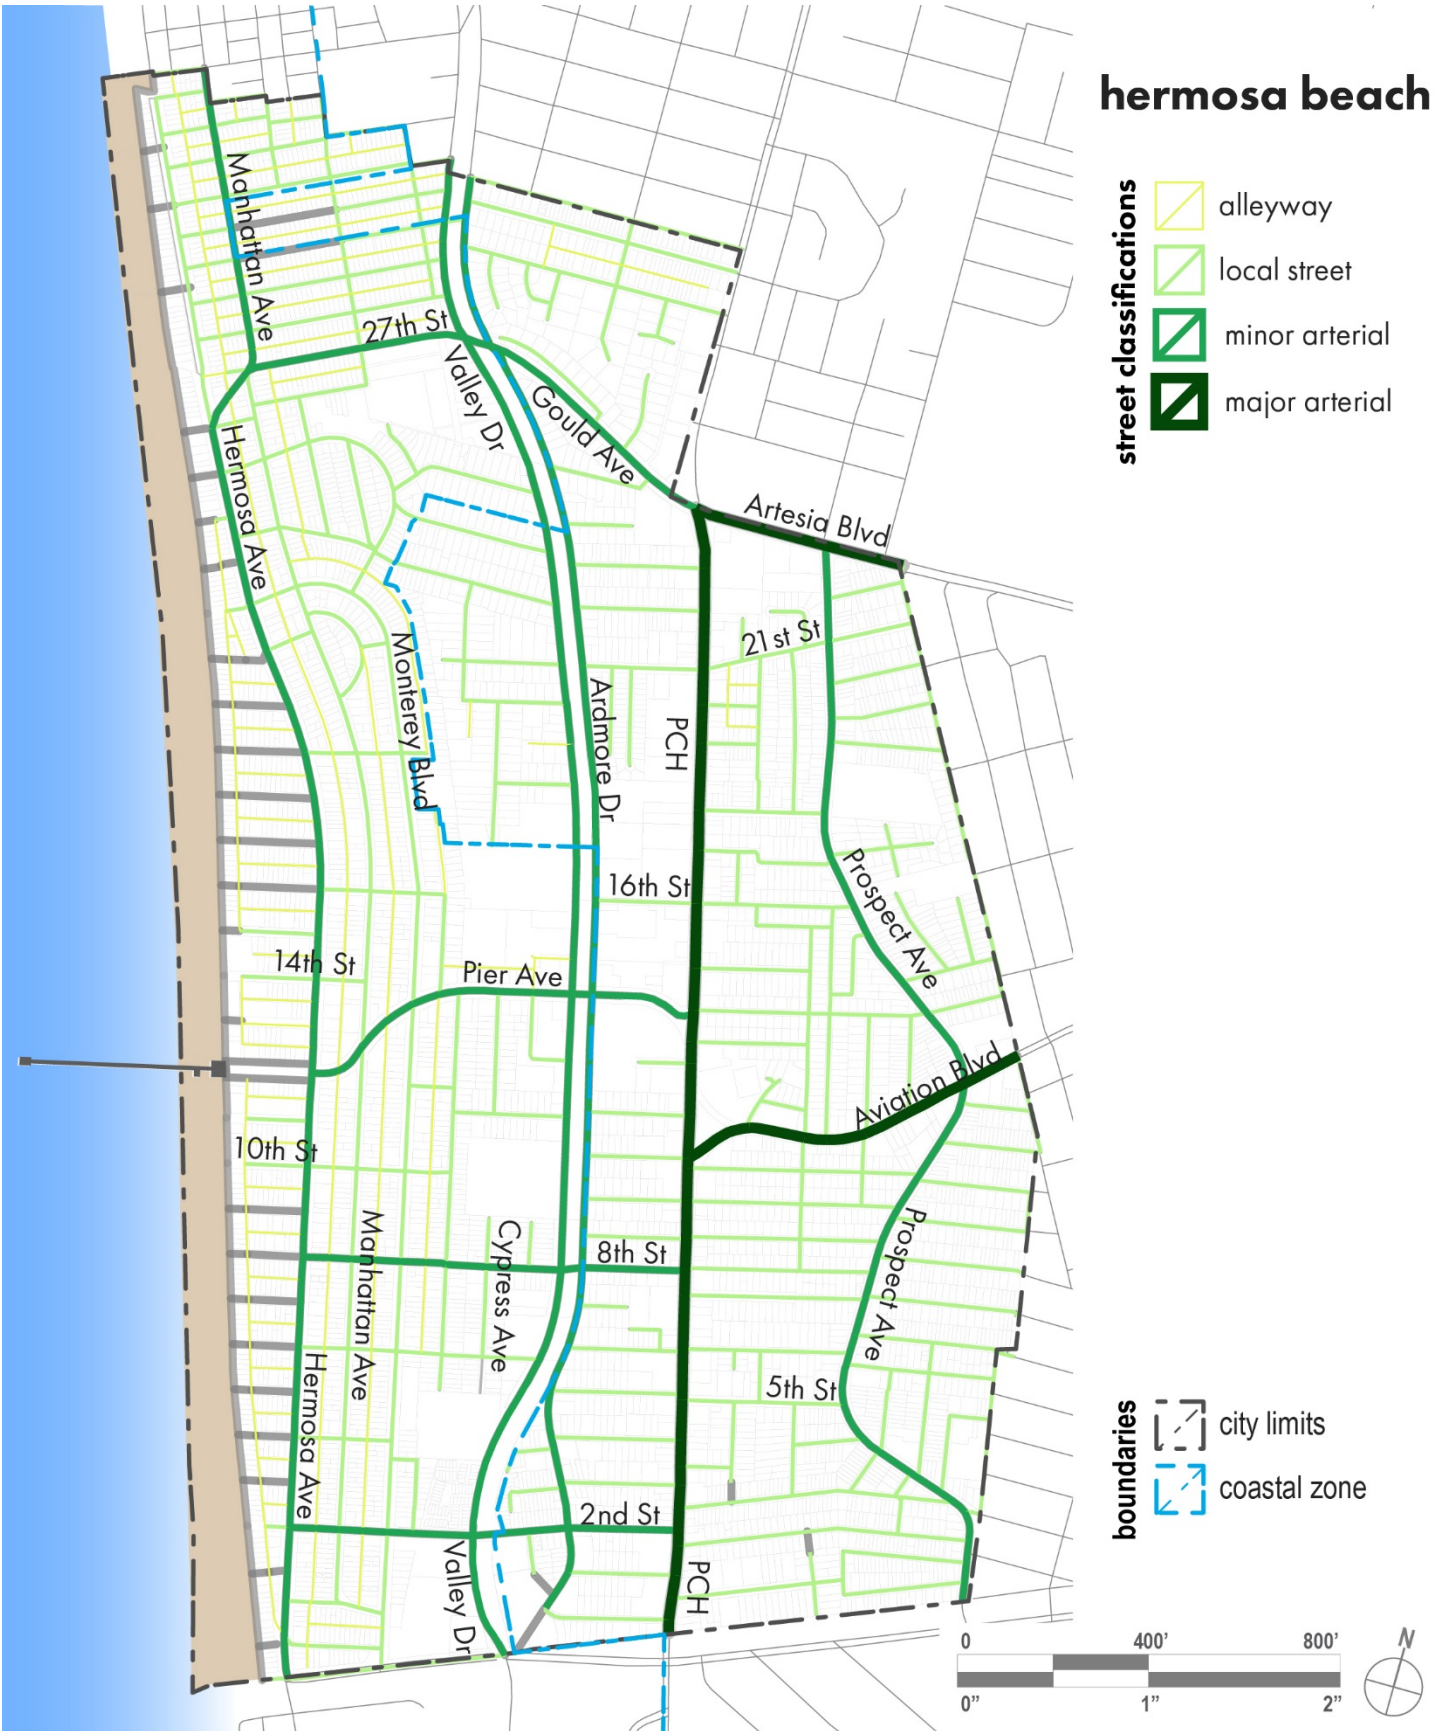 hermosa beach
street classifications
alleyway
local street
minor arterial
major arterial
Manhattan Ave
27th St
Valley Dr
Gould Ave
Hermosa Ave
Artesia Blvd
21st St
Monterey Blvd
Ardmore Dr
PCH
16th St
Prospect Ave
14th St
Pier Ave
Aviation Blvd
10th St
Manhattan Ave
Cypress Ave
8th St
Prospect Ave
Hermosa Ave
5th St
2nd St
Valley Dr
PCH
boundaries
city limits
coastal zone
0 400' 800'
0" 1" 2"
N